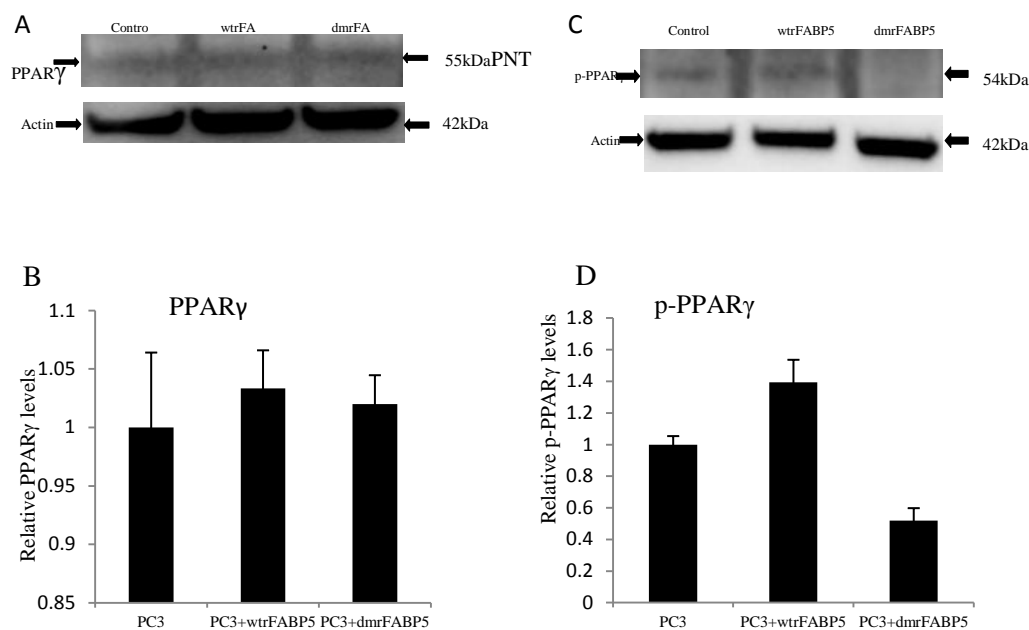 A
Contro wtrFA dmrFA
PPARγ
55kDaPNT
Actin
42kDa
C
Control wtrFABP5 dmrFABP5
p-PPARγ
54kDa
Actin
42kDa
B
PPARγ
Relative PPARγ levels
1.1
1.05
1
0.95
0.9
0.85
PC3 PC3+wtrFABP5 PC3+dmrFABP5
D
p-PPARγ
Relative p-PPARγ levels
1.8
1.6
1.4
1.2
1
0.8
0.6
0.4
0.2
0
PC3 PC3+wtrFABP5 PC3+dmrFABP5